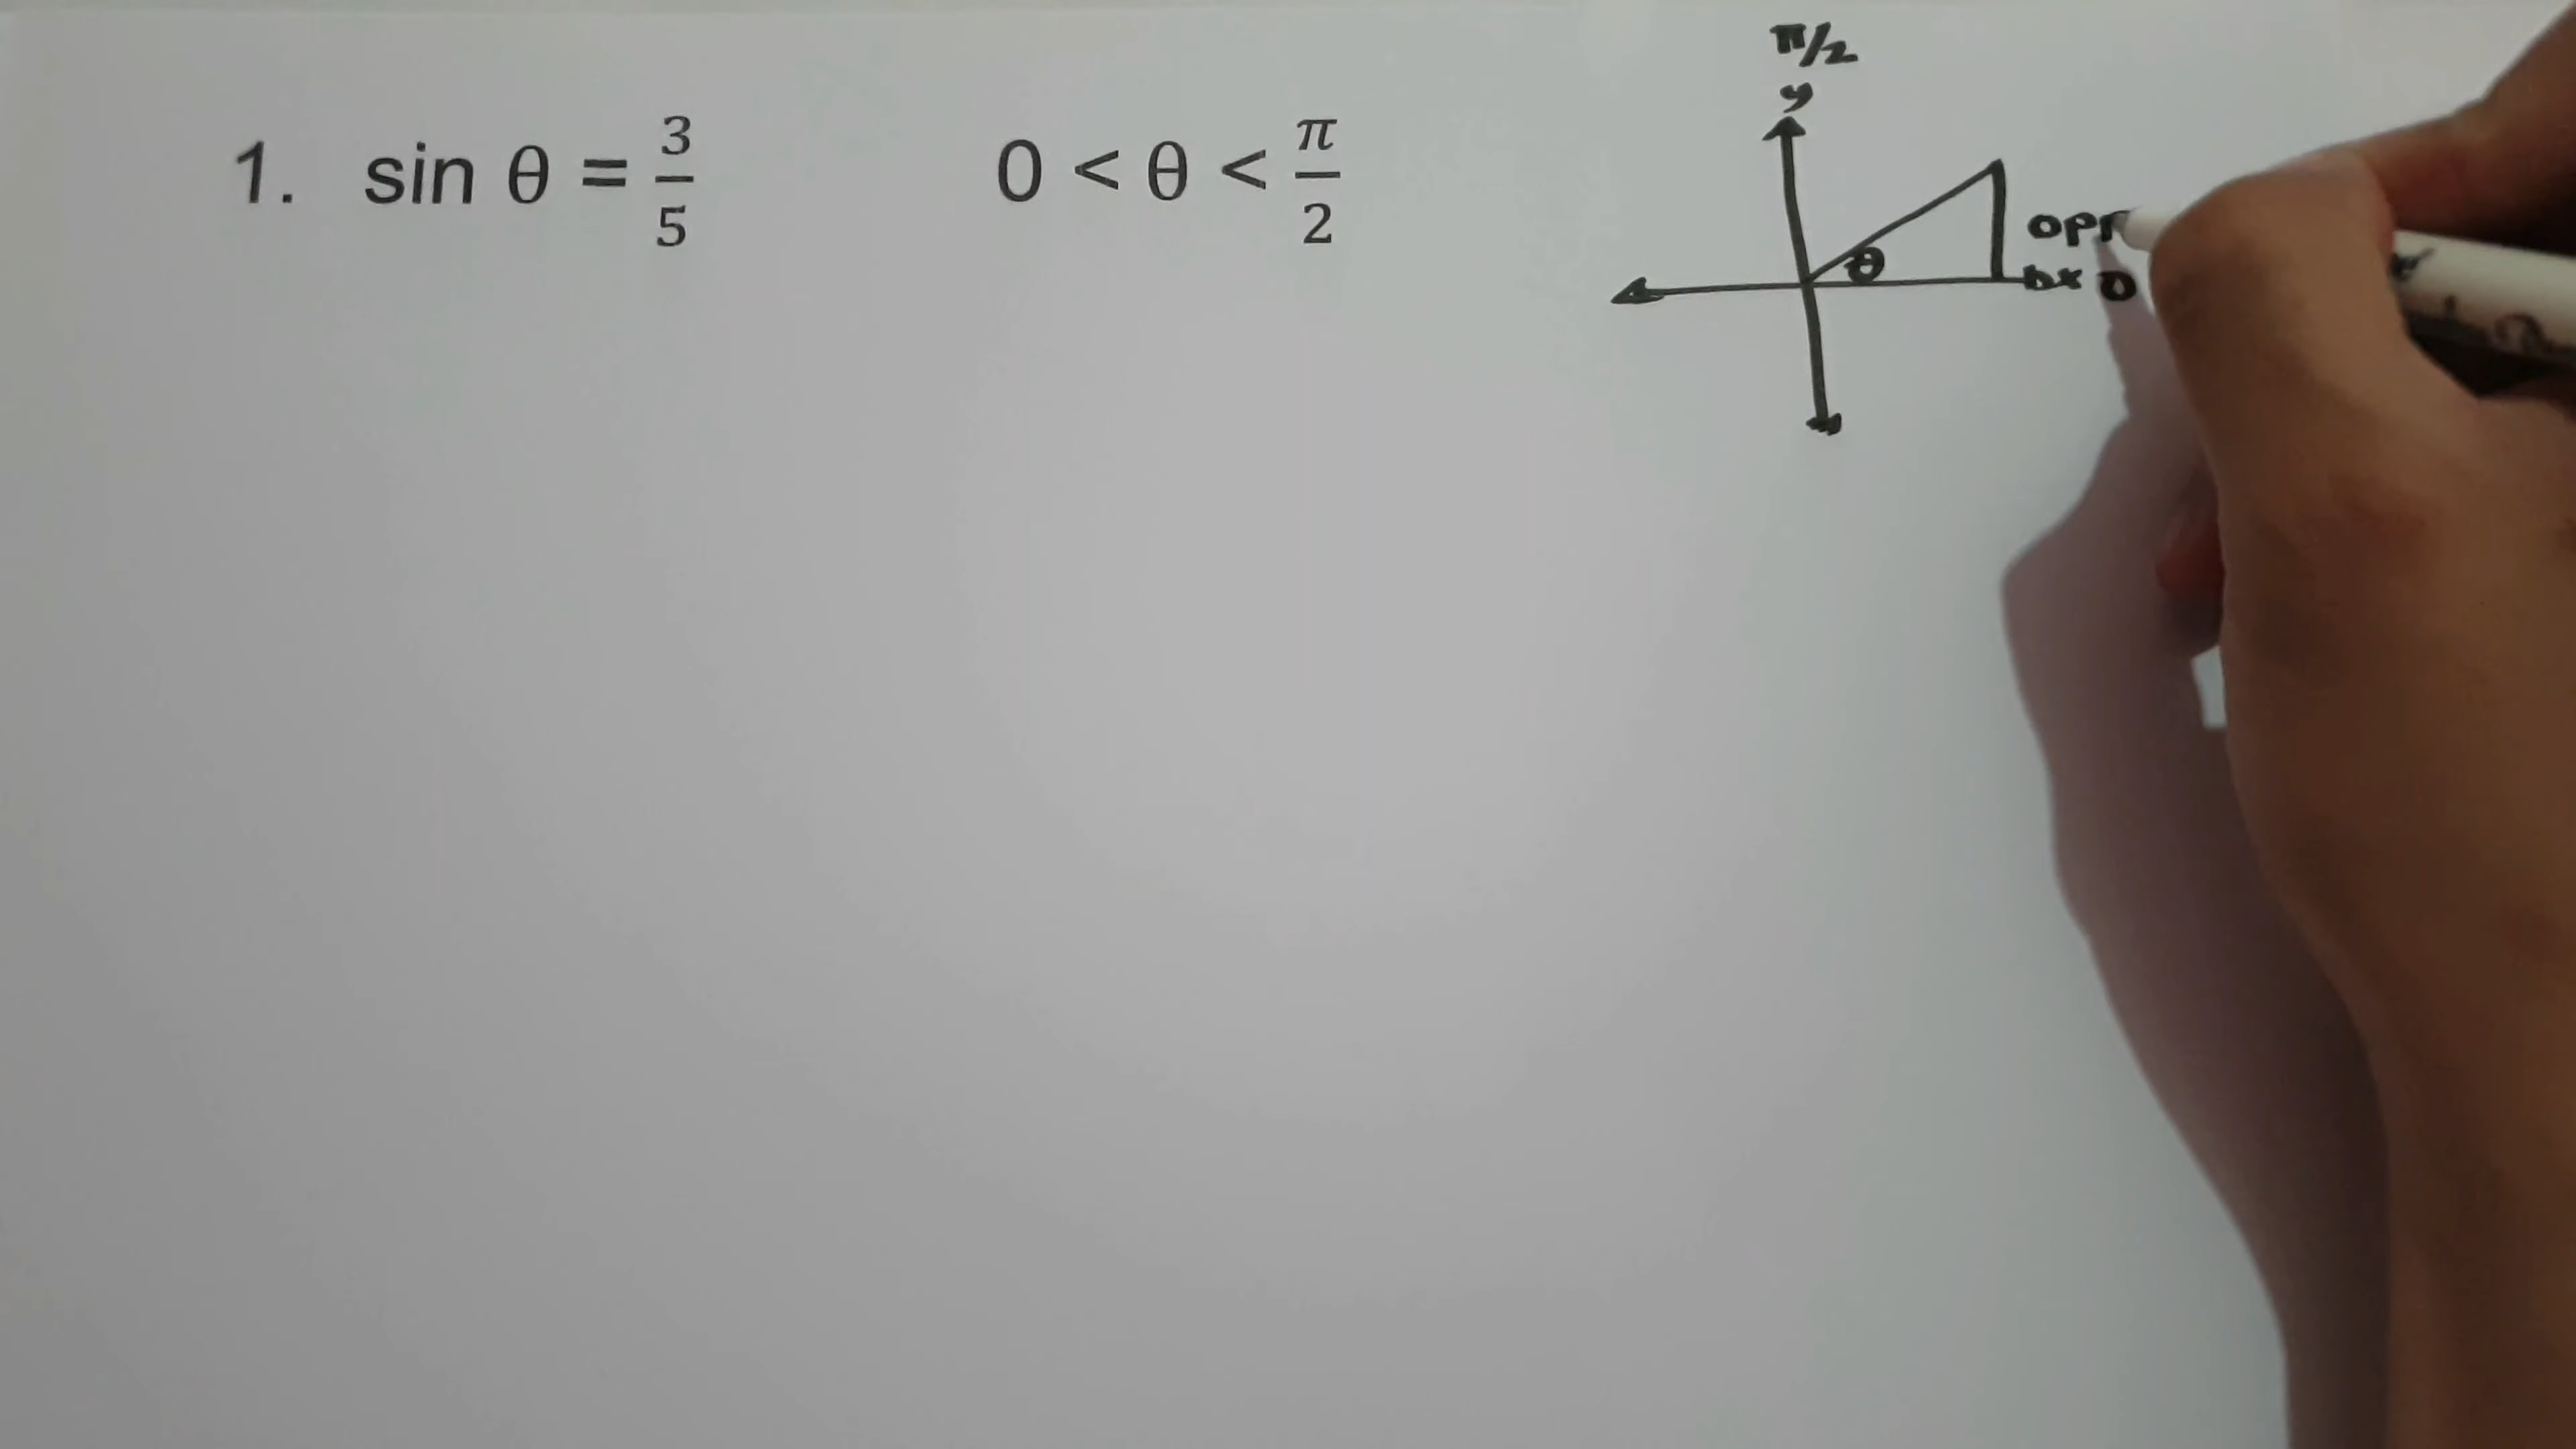 1. sin θ = 3/5 0 < θ < π/2
π/2
y
θ
opp
x 0